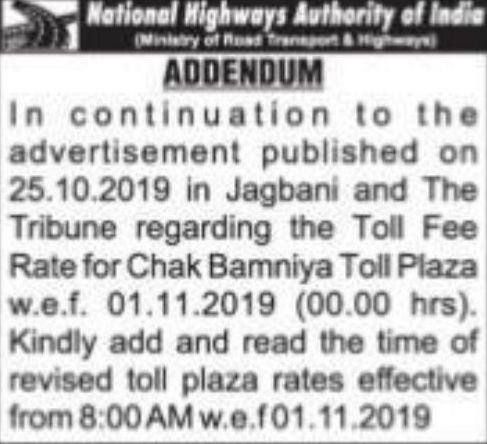 National Highways Authority of India
(Ministry of Road Transport & Highways)
ADDENDUM
In continuation to the
advertisement published on
25.10.2019 in Jagbani and The
Tribune regarding the Toll Fee
Rate for Chak Bamniya Toll Plaza
w.e.f. 01.11.2019 (00.00 hrs).
Kindly add and read the time of
revised toll plaza rates effective
from 8:00AM w.e.f 01.11.2019